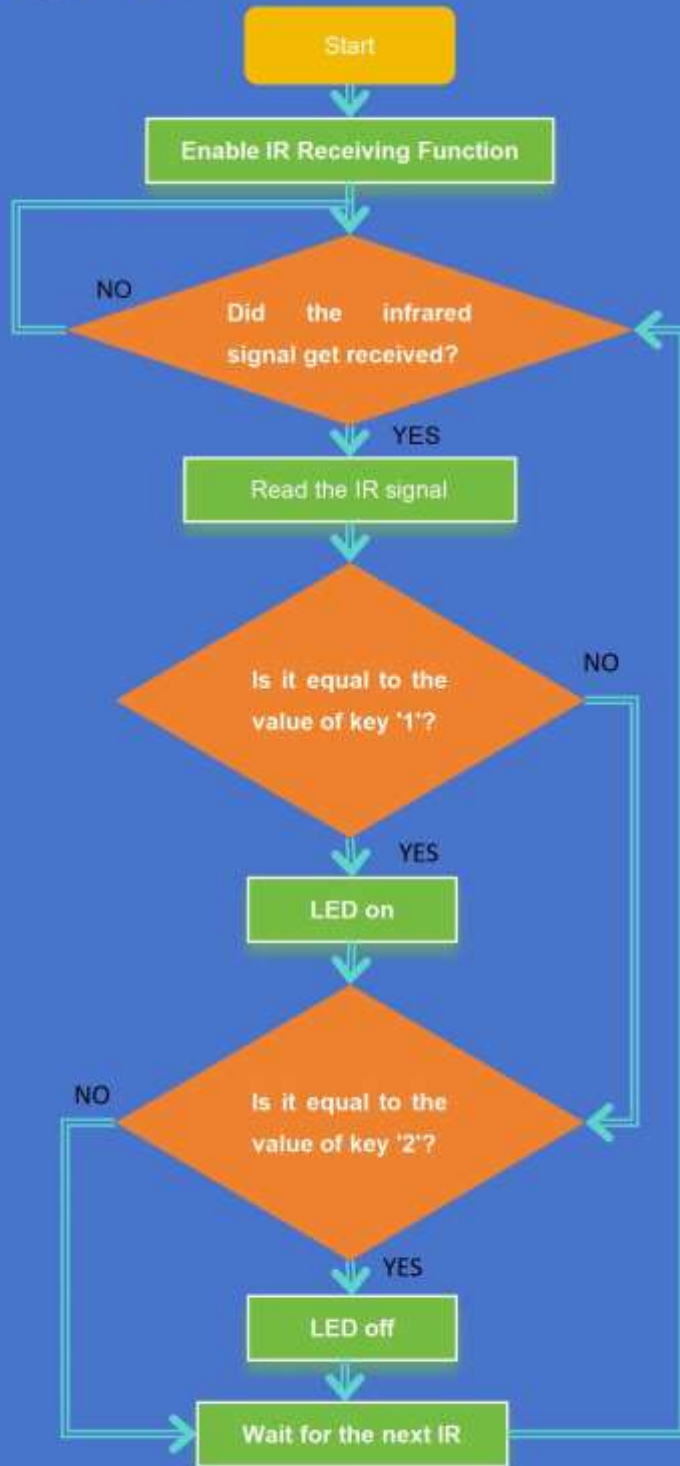 Start
Enable IR Receiving Function
NO
Did the infrared
signal get received?
YES
Read the IR signal
NO
Is it equal to the
value of key '1'?
YES
LED on
NO
Is it equal to the
value of key '2'?
YES
LED off
Wait for the next IR